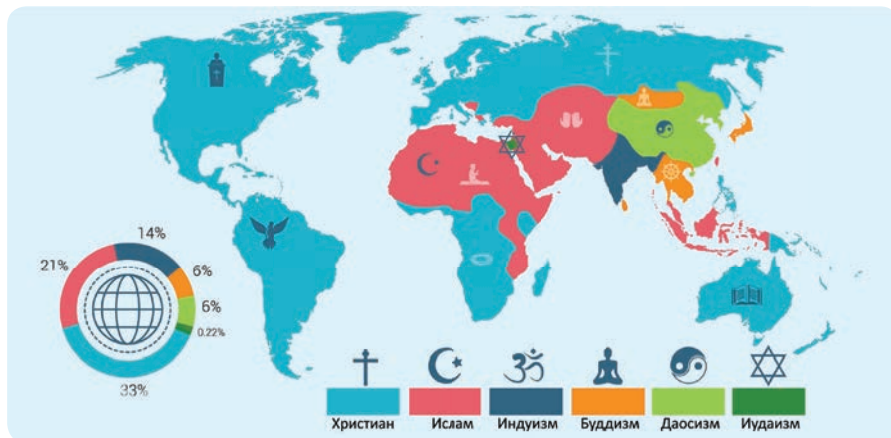 14%
21%
6%
6%
0.22%
33%
Христиан
Ислам
Индуизм
Буддизм
Даосизм
Иудаизм